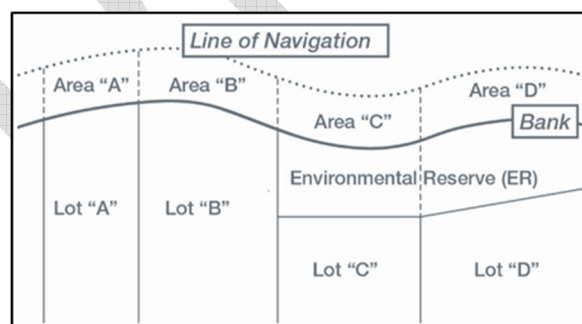 Line of Navigation
Area “A”
Area “B”
Area “C”
Area “D”
Bank
Environmental Reserve (ER)
Lot “A”
Lot “B”
Lot “C”
Lot “D”